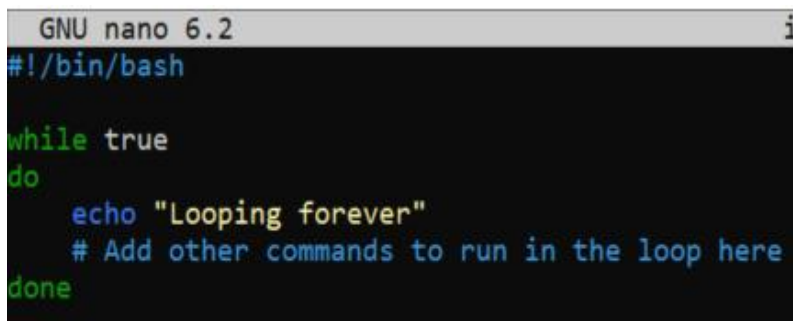 GNU nano 6.2
#!/bin/bash
while true
do
    echo "Looping forever"
    # Add other commands to run in the loop here
done